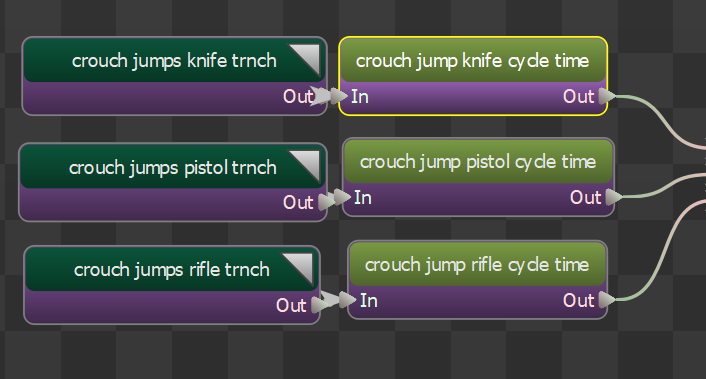 crouch jumps knife trnch
Out
crouch jump knife cycle time
In
Out
crouch jumps pistol trnch
Out
crouch jump pistol cycle time
In
Out
crouch jumps rifle trnch
Out
crouch jump rifle cycle time
In
Out